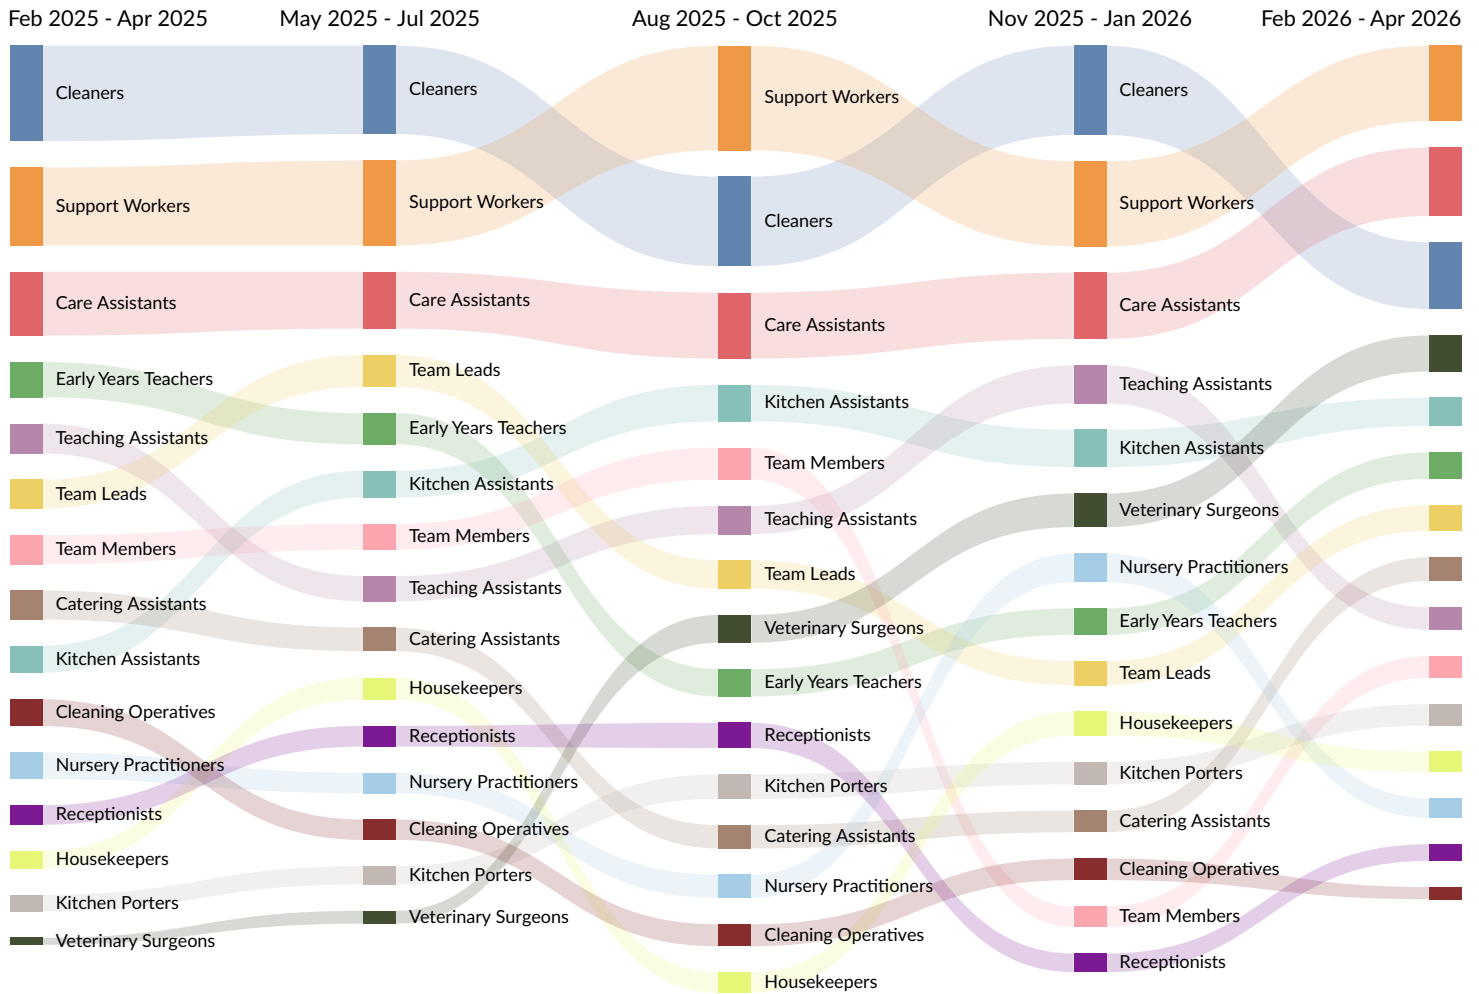 Feb 2025 - Apr 2025
May 2025 - Jul 2025
Aug 2025 - Oct 2025
Nov 2025 - Jan 2026
Feb 2026 - Apr 2026
Cleaners
Support Workers
Care Assistants
Early Years Teachers
Teaching Assistants
Team Leads
Team Members
Catering Assistants
Kitchen Assistants
Cleaning Operatives
Nursery Practitioners
Receptionists
Housekeepers
Kitchen Porters
Veterinary Surgeons
Cleaners
Support Workers
Care Assistants
Team Leads
Early Years Teachers
Kitchen Assistants
Team Members
Teaching Assistants
Catering Assistants
Housekeepers
Receptionists
Nursery Practitioners
Cleaning Operatives
Kitchen Porters
Veterinary Surgeons
Support Workers
Cleaners
Care Assistants
Kitchen Assistants
Team Members
Teaching Assistants
Team Leads
Veterinary Surgeons
Early Years Teachers
Receptionists
Kitchen Porters
Catering Assistants
Nursery Practitioners
Cleaning Operatives
Housekeepers
Cleaners
Support Workers
Care Assistants
Teaching Assistants
Kitchen Assistants
Veterinary Surgeons
Nursery Practitioners
Early Years Teachers
Team Leads
Housekeepers
Kitchen Porters
Catering Assistants
Cleaning Operatives
Team Members
Receptionists